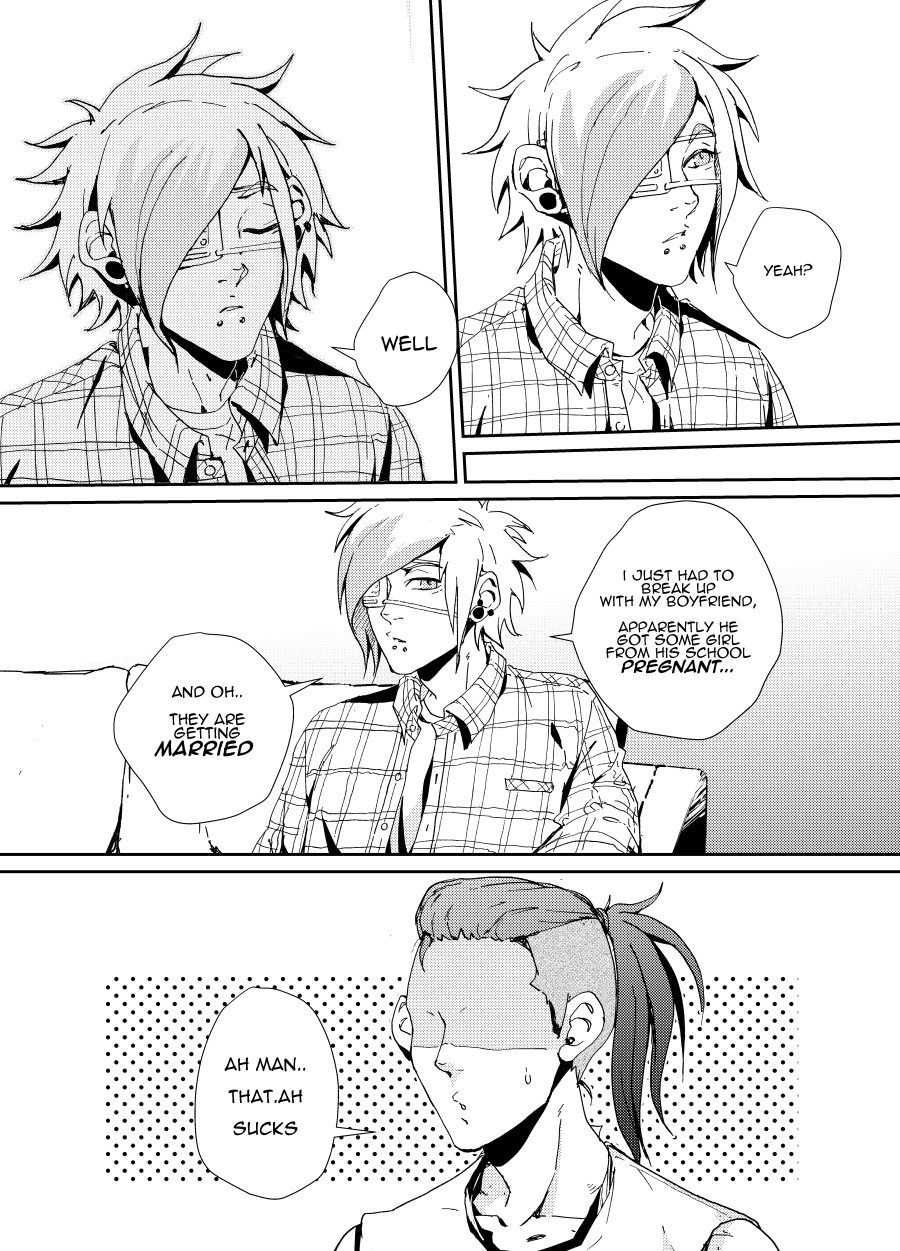 YEAH?
WELL
I JUST HAD TO
BREAK UP
WITH MY BOYFRIEND,
APPARENTLY HE
GOT SOME GIRL
FROM HIS SCHOOL
PREGNANT...
AND OH..
THEY ARE
GETTING
MARRIED
AH MAN..
THAT.AH
SUCKS